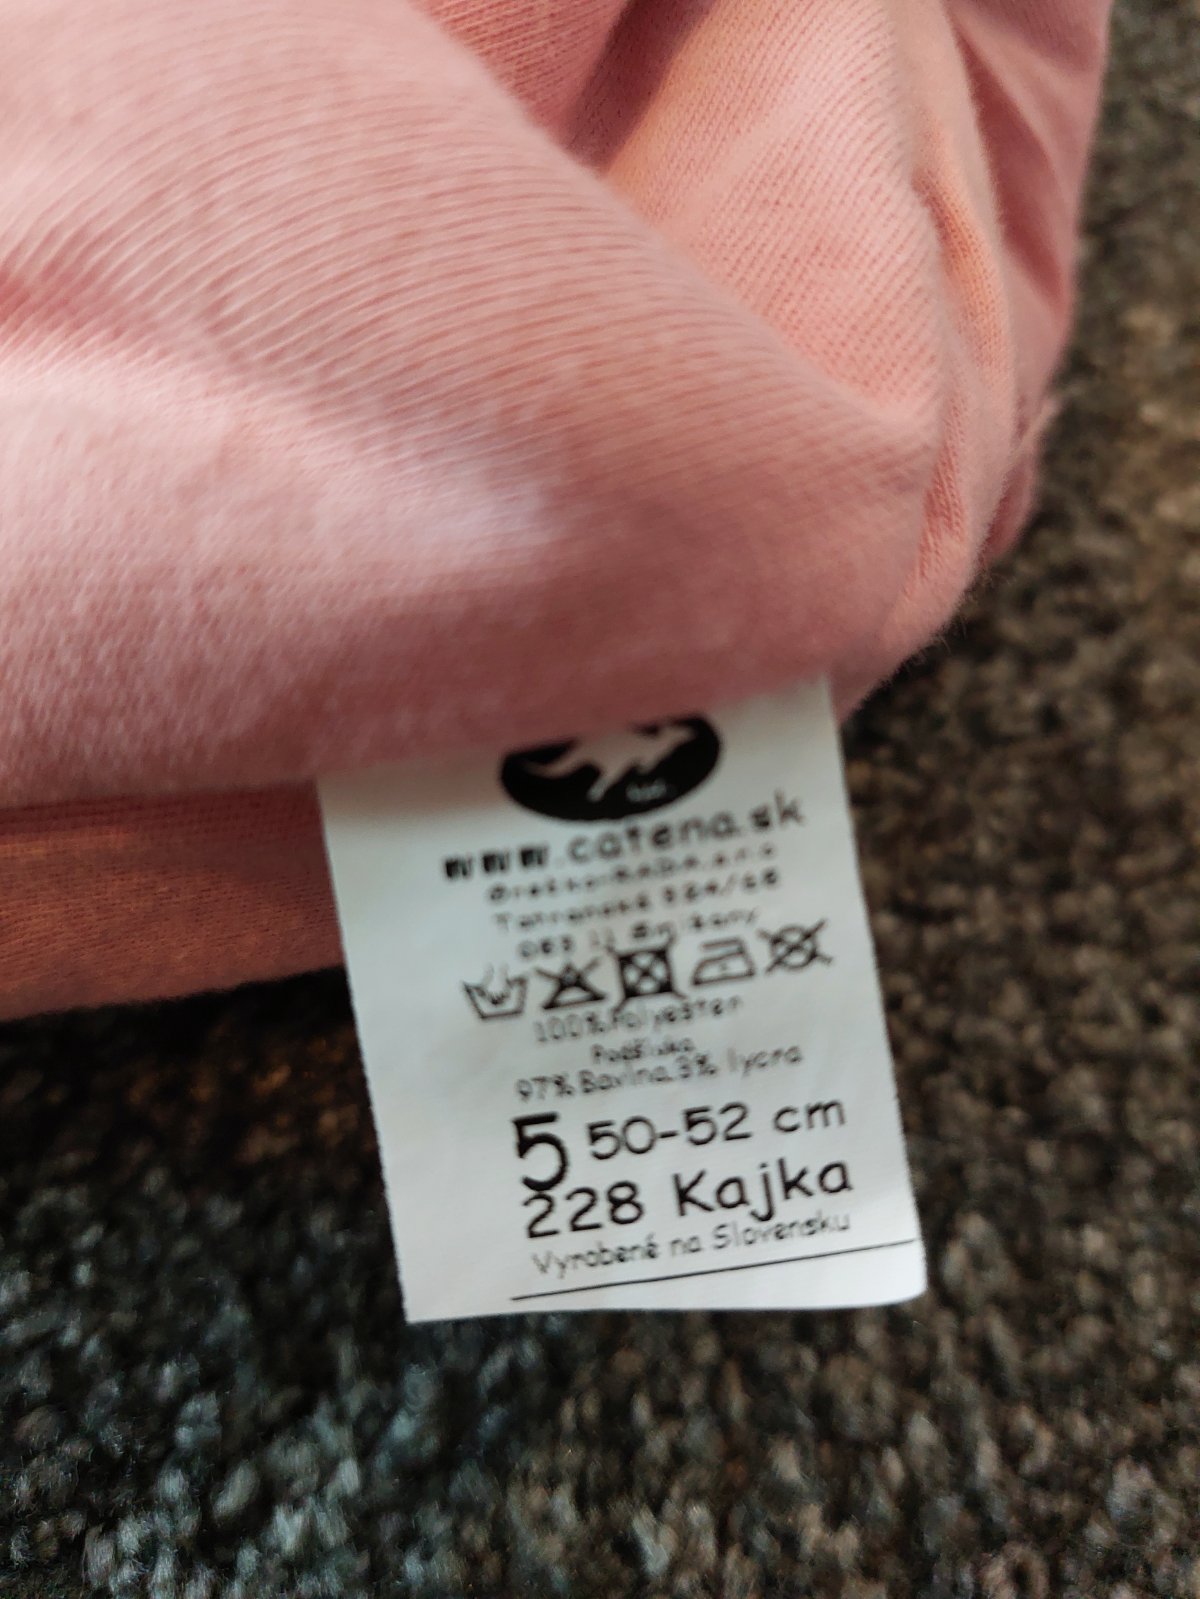 www.catena.sk
100% Polyester
Podšívka
97% Bavlna, 3% lycra
5 50-52 cm
228 Kajka
Vyrobené na Slovensku